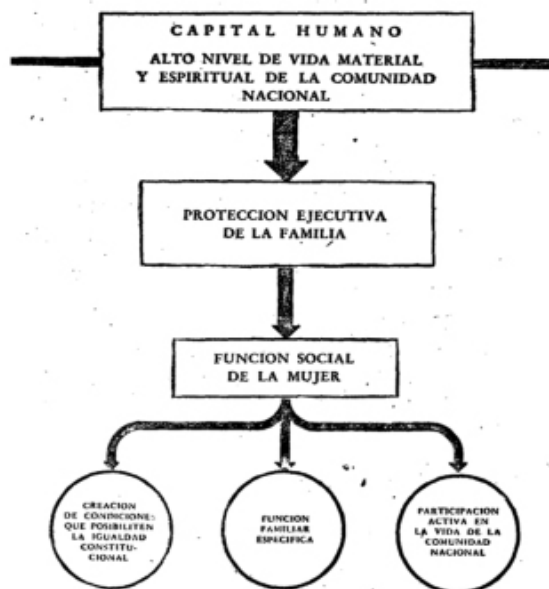 CAPITAL HUMANO
ALTO NIVEL DE VIDA MATERIAL
Y ESPIRITUAL DE LA COMUNIDAD
NACIONAL
PROTECCION EJECUTIVA
DE LA FAMILIA
FUNCION SOCIAL
DE LA MUJER
CREACION
DE CONDICIONES
QUE POSIBILITEN
LA IGUALDAD
CONSTITU-
CIONAL
FUNCION
FAMILIAR
ESPECIFICA
PARTICIPACION
ACTIVA EN
LA VIDA DE LA
COMUNIDAD
NACIONAL